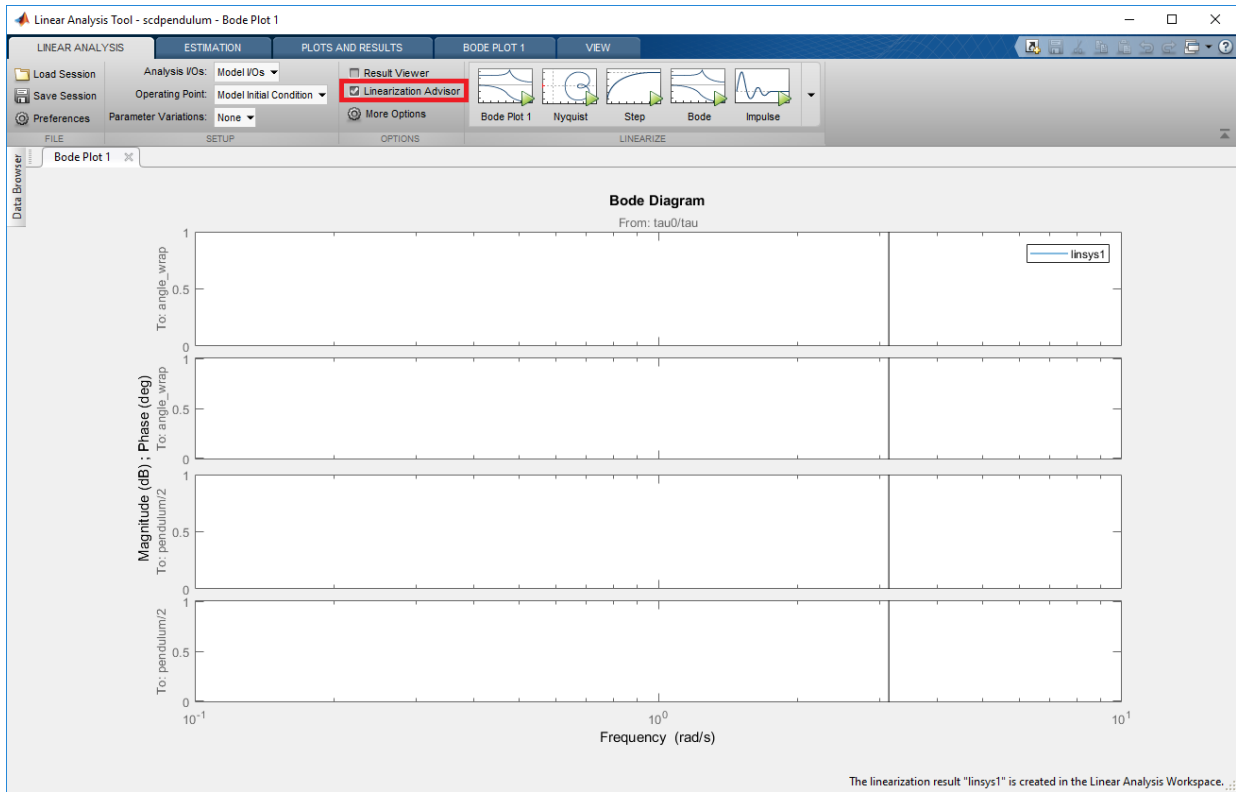 Linear Analysis Tool - scdpendulum - Bode Plot 1
LINEAR ANALYSIS ESTIMATION PLOTS AND RESULTS BODE PLOT 1 VIEW
Load Session Analysis I/Os: Model I/Os Result Viewer
Save Session Operating Point: Model Initial Condition Linearization Advisor
Preferences Parameter Variations: None More Options Bode Plot 1 Nyquist Step Bode Impulse
FILE SETUP OPTIONS LINEARIZE
Data Browser
Bode Plot 1
Bode Diagram
From: tau0/tau
linsys1
Magnitude (dB) ; Phase (deg)
To: angle_wrap
1
0.5
0
To: angle_wrap
1
0.5
0
To: pendulum/2
1
0.5
0
To: pendulum/2
1
0.5
0
10-1 100 101
Frequency (rad/s)
The linearization result "linsys1" is created in the Linear Analysis Workspace.